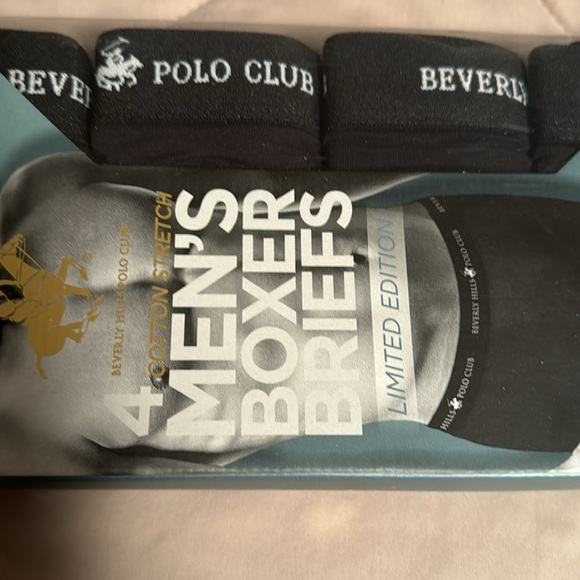 BEVE
POLO CLUB
BEVERL
BEVERLY HILLS POLO CLUB
4 COTTON STRETCH
MEN'S
BOXER
BRIEFS
LIMITED EDITION
BEVERLY HILLS POLO CLUB
HILLS POLO CLUB